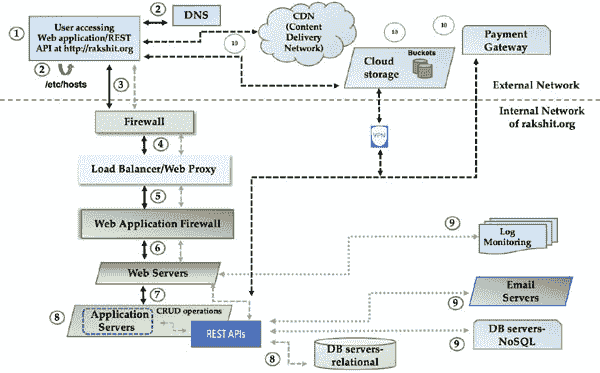 1
User accessing
Web application/REST
API at http://rakshit.org
2
DNS
2
/etc/hosts
3
10
CDN
(Content
Delivery
Network)
10
Cloud
storage
Buckets
10
Payment
Gateway
External Network
Internal Network
of rakshit.org
Firewall
VPN
4
Load Balancer/Web Proxy
5
Web Application Firewall
6
Web Servers
9
Log
Monitoring
7
8
Application
Servers
CRUD operations
REST APIs
9
Email
Servers
8
DB servers-
relational
9
DB servers-
NoSQL